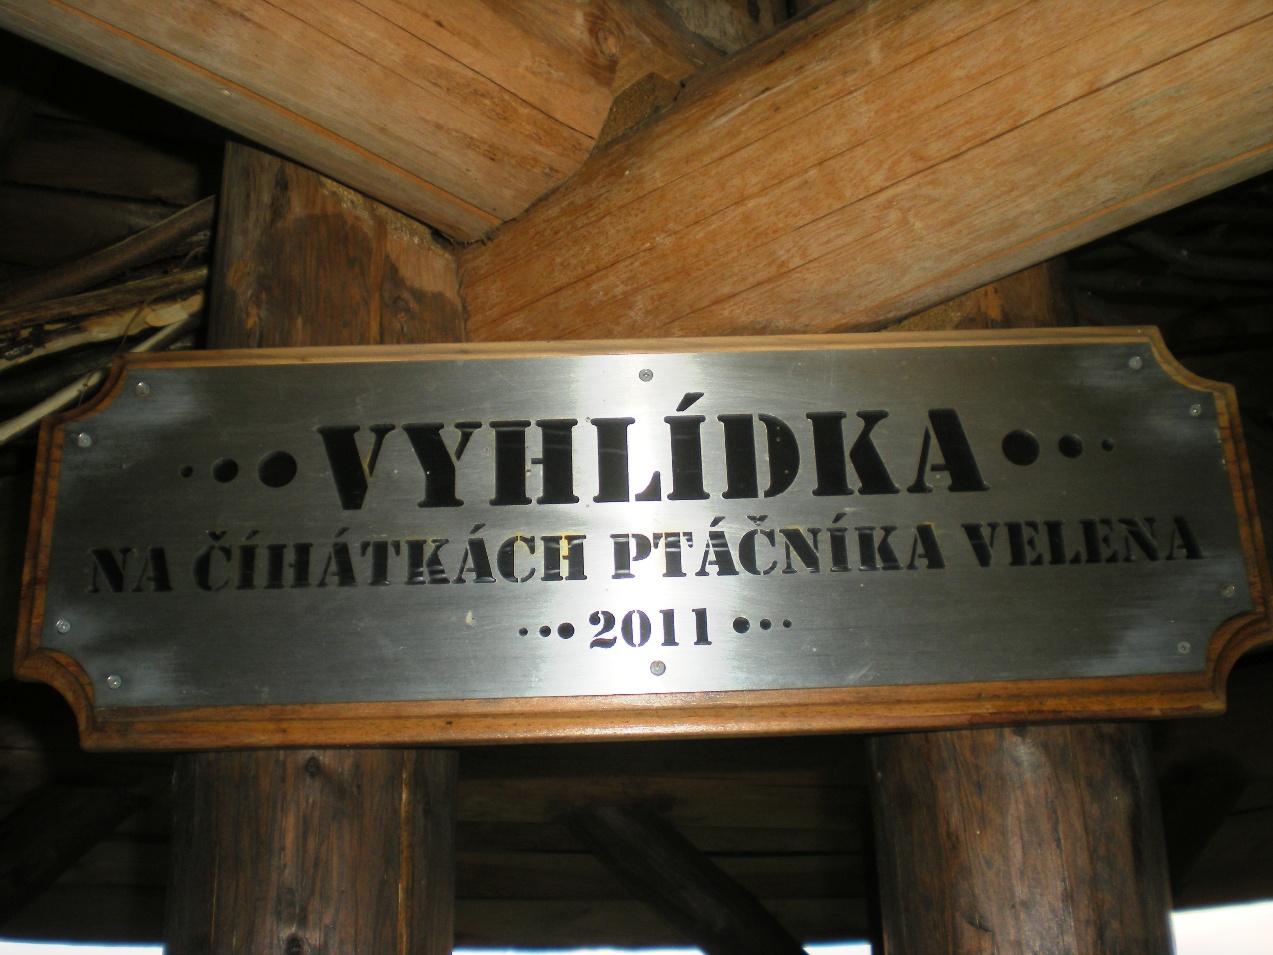 VYHLÍDKA
NA ČÍHÁTKÁCH PTÁČNÍKA VELENA
2011